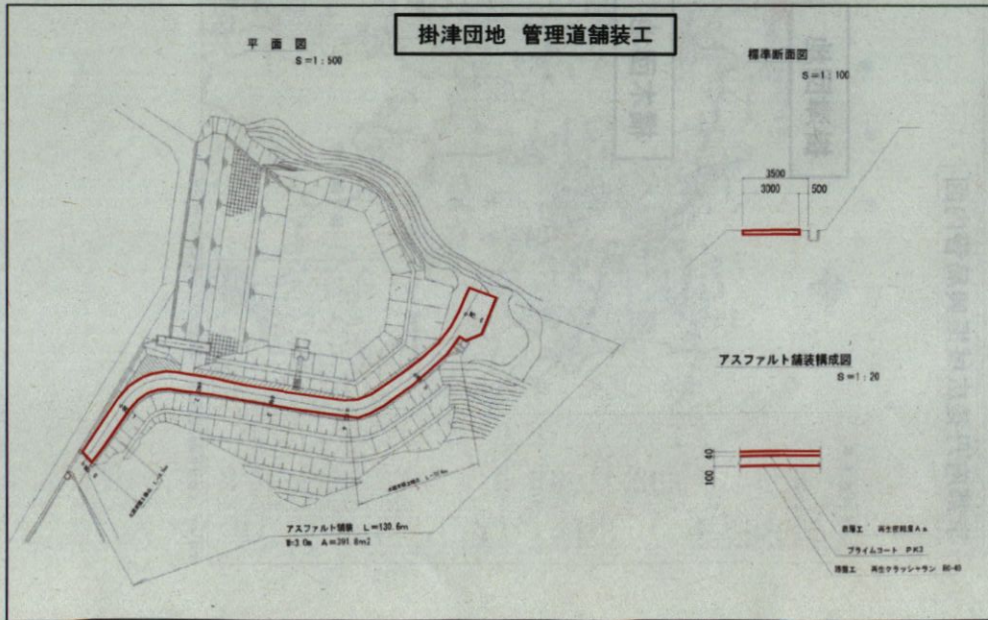 掛津団地 管理道舗装工
平 面 図
S=1:500
標準断面図
S=1:100
3500
3000
500
アスファルト舗装構成図
S=1:20
40
100
表層工 再生密粒度As
プライムコート PK3
路盤工 再生クラッシャラン RC-40
アスファルト舗装 L=130.6m
B=3.0m A=391.8m2